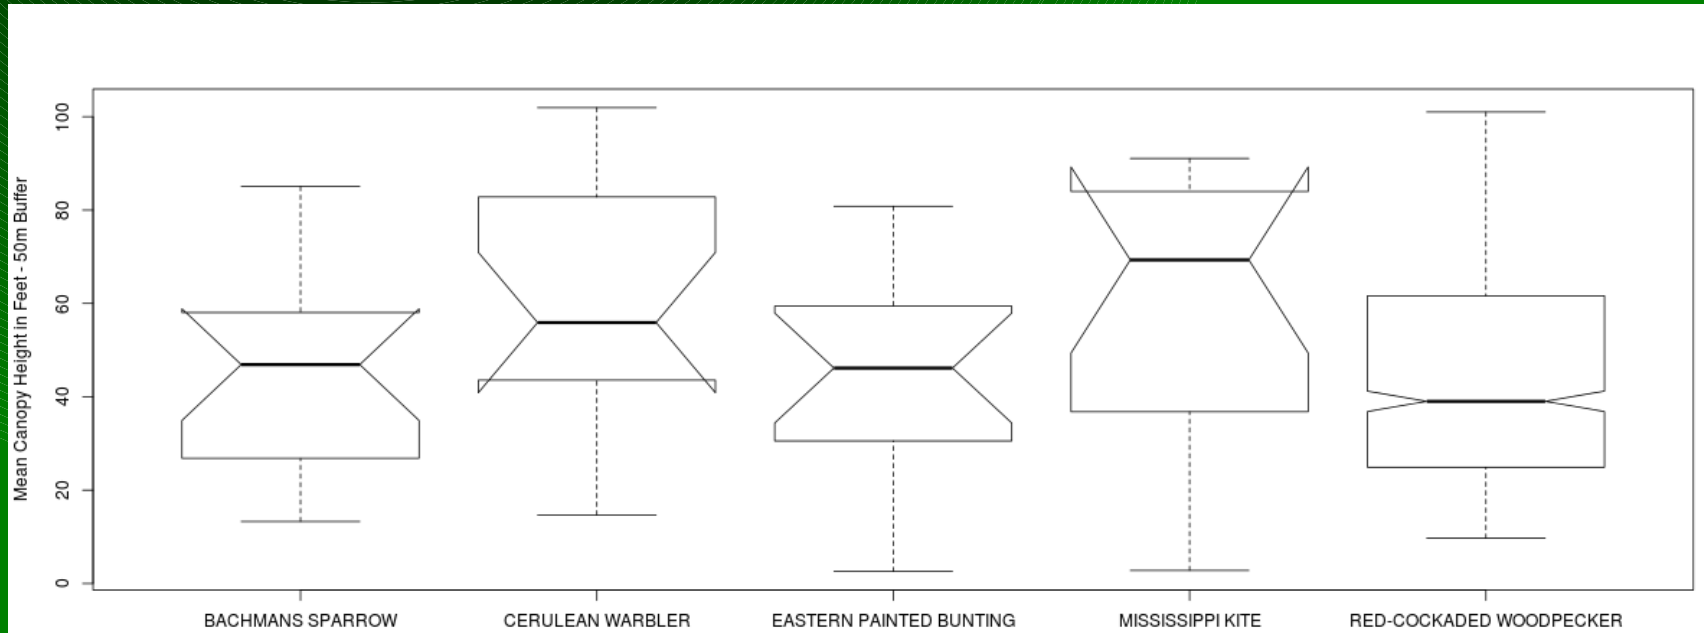 Mean Canopy Height in Feet - 50m Buffer
100
80
60
40
20
0
BACHMANS SPARROW
CERULEAN WARBLER
EASTERN PAINTED BUNTING
MISSISSIPPI KITE
RED-COCKADED WOODPECKER